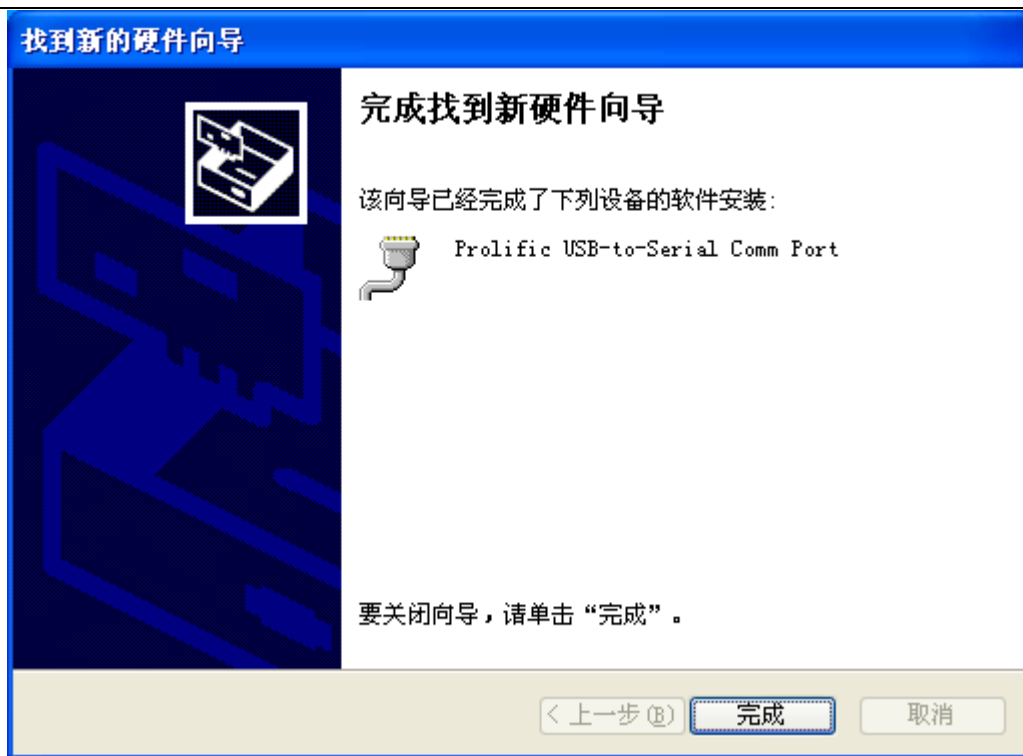 找到新的硬件向导
完成找到新硬件向导
该向导已经完成了下列设备的软件安装:
Prolific USB-to-Serial Comm Port
要关闭向导，请单击“完成”。
< 上一步(B)
完成
取消